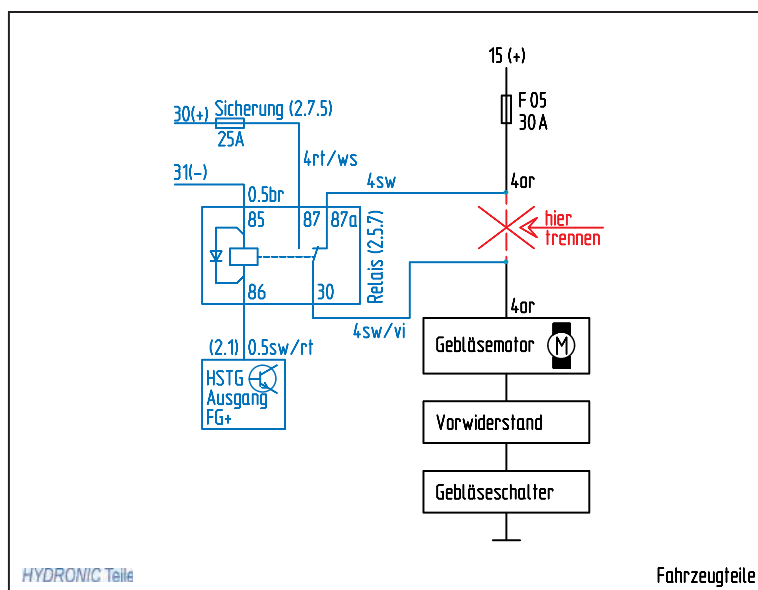 15 (+)
F 05
30 A
30(+) Sicherung (2.7.5)
25A
4rt/ws
31(-)
4sw
4or
0.5br
85 87 87a
hier
trennen
Relais (2.5.7)
86 30
4sw/vi
4or
(2.1) 0.5sw/rt
Gebläsemotor M
HSTG
Ausgang
FG+
Vorwiderstand
Gebläseschalter
HYDRONIC Teile
Fahrzeugteile